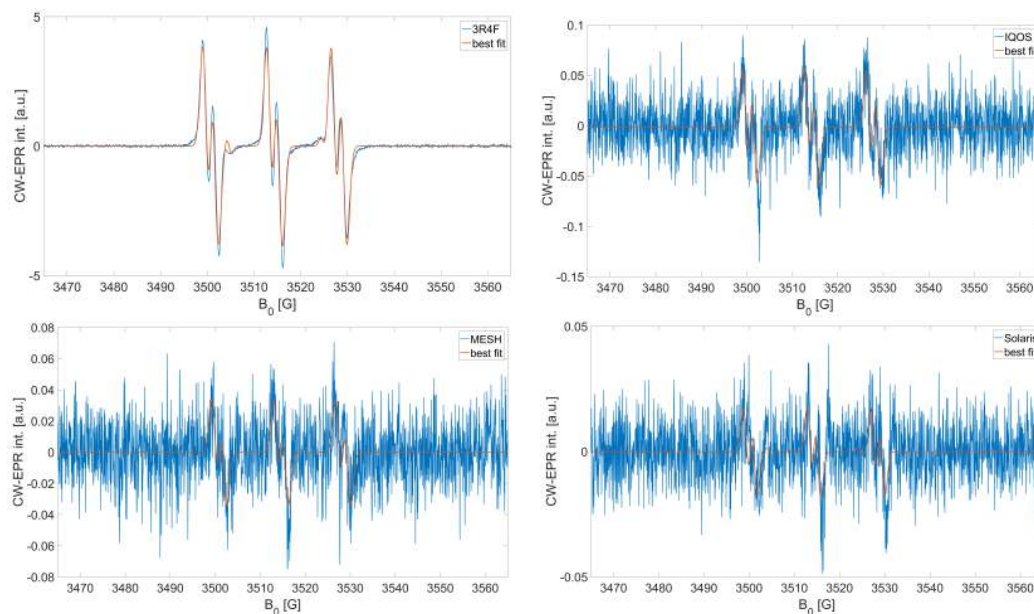 5
0
-5
CW-EPR int. [a.u.]
3R4F
best fit
3470 3480 3490 3500 3510 3520 3530 3540 3550 3560
B0 [G]
0.1
0.05
0
-0.05
-0.1
-0.15
CW-EPR int. [a.u.]
IQOS
best fit
3470 3480 3490 3500 3510 3520 3530 3540 3550 3560
B0 [G]
0.08
0.06
0.04
0.02
0
-0.02
-0.04
-0.06
-0.08
CW-EPR int. [a.u.]
MESH
best fit
3470 3480 3490 3500 3510 3520 3530 3540 3550 3560
B0 [G]
0.05
0
-0.05
CW-EPR int. [a.u.]
Solaris
best fit
3470 3480 3490 3500 3510 3520 3530 3540 3550 3560
B0 [G]